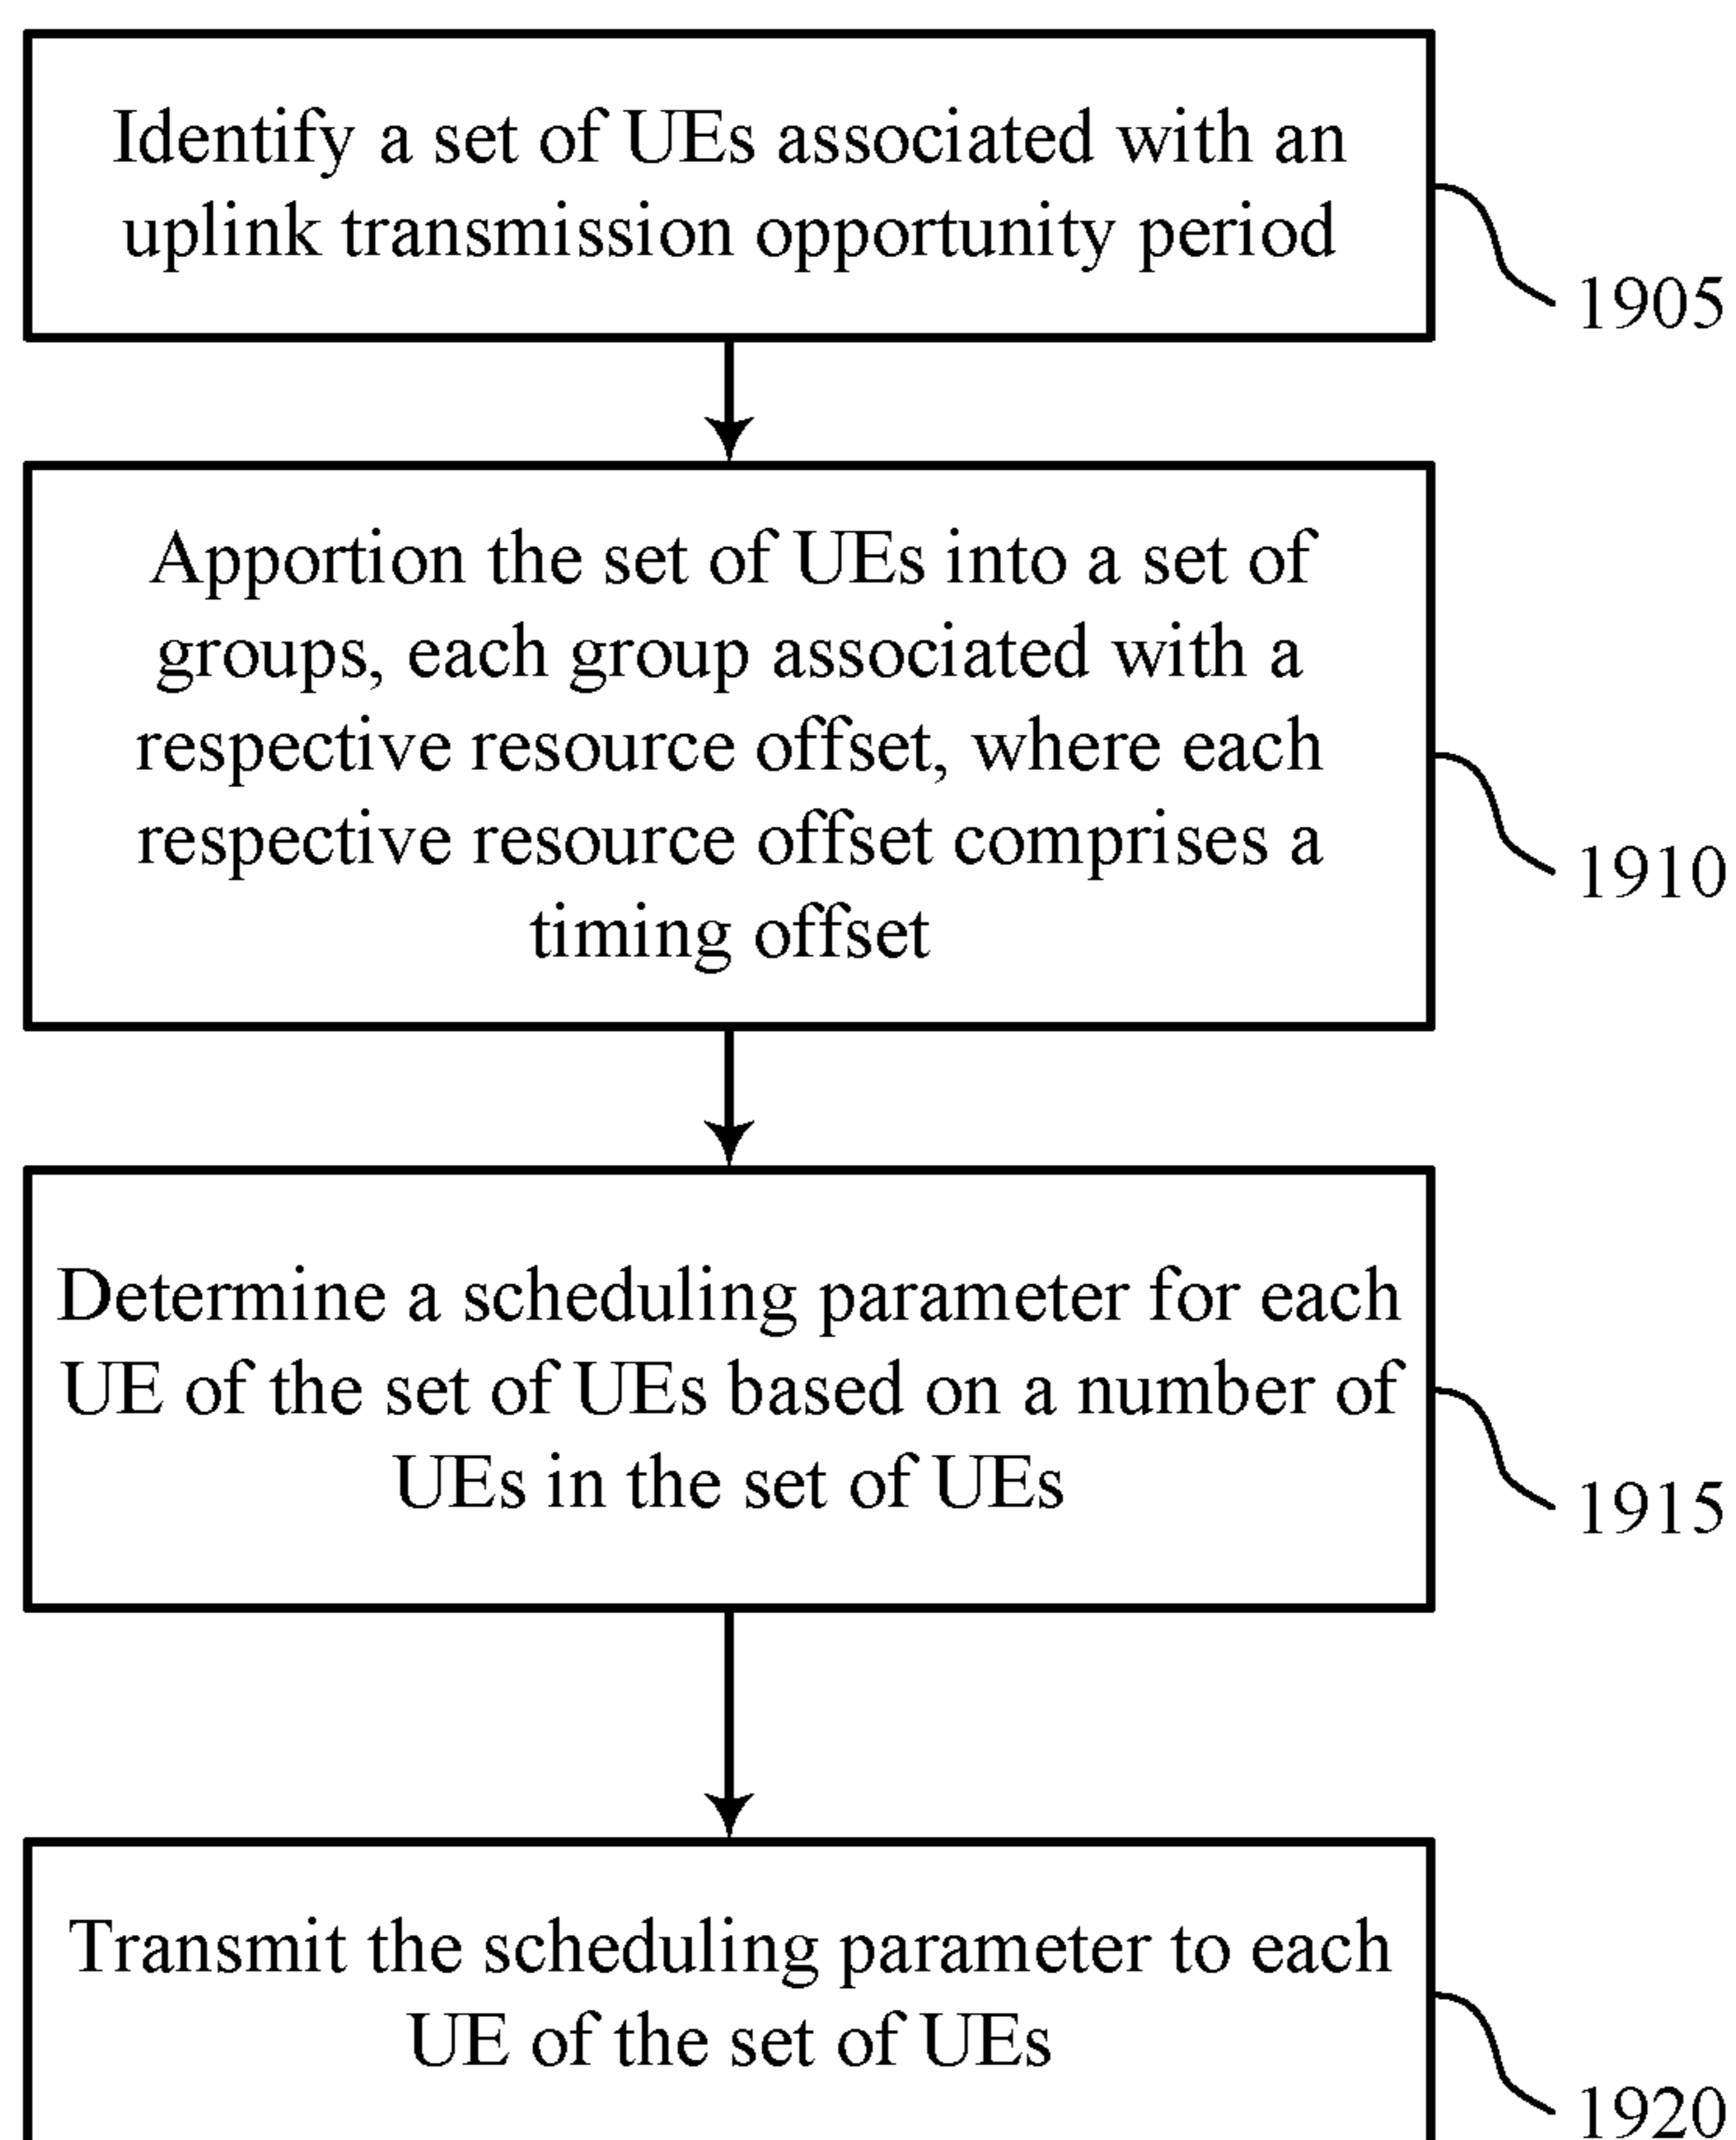 Identify a set of UEs associated with an
uplink transmission opportunity period
1905
Apportion the set of UEs into a set of
groups, each group associated with a
respective resource offset, where each
respective resource offset comprises a
timing offset
1910
Determine a scheduling parameter for each
UE of the set of UEs based on a number of
UEs in the set of UEs
1915
Transmit the scheduling parameter to each
UE of the set of UEs
1920